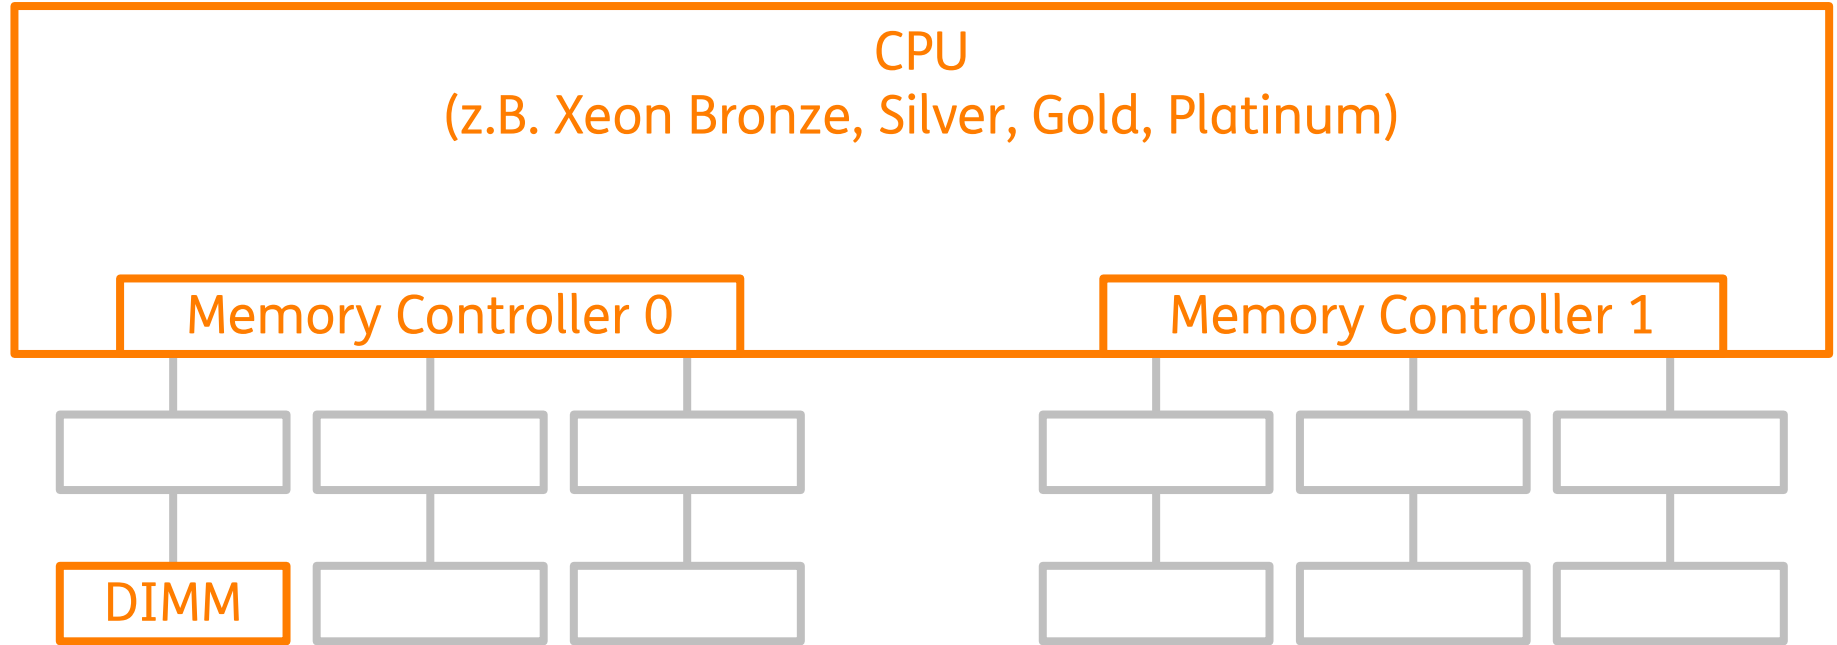 CPU
(z.B. Xeon Bronze, Silver, Gold, Platinum)
Memory Controller 0
Memory Controller 1
DIMM